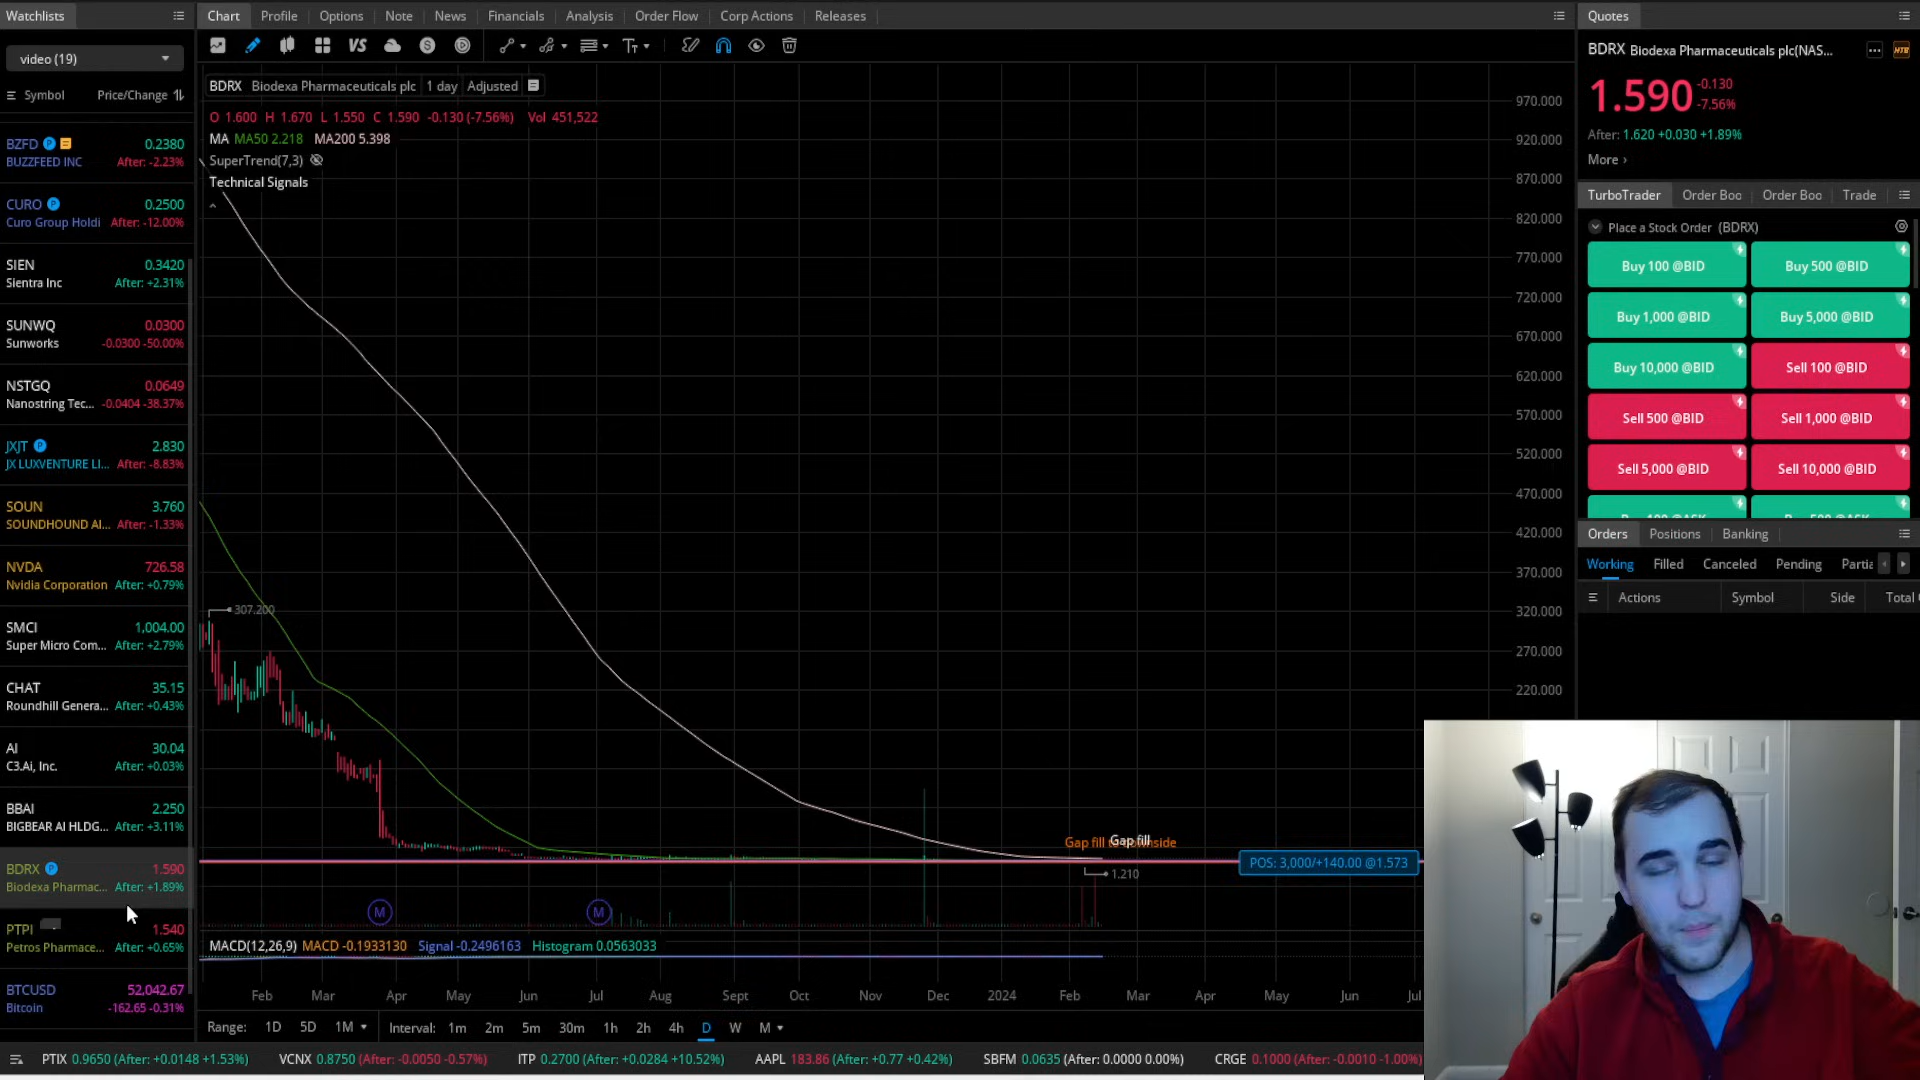 Watchlists
video (19)
Symbol Price/Change
BZFD 0.2380
BUZZFEED INC After: -2.23%
CURO 0.2500
Curo Group Holdi After: -12.00%
SIEN 0.3420
Sientra Inc After: +2.31%
SUNWQ 0.0300
Sunworks -0.0300 -50.00%
NSTGQ 0.0649
Nanostring Tec... -0.0404 -38.37%
JXJT 2.830
JX LUXVENTURE LI... After: -8.83%
SOUN 3.760
SOUNDHOUND AI... After: -1.33%
NVDA 726.58
Nvidia Corporation After: +0.79%
SMCI 1,004.00
Super Micro Com... After: +2.79%
CHAT 35.15
Roundhill Genera... After: +0.43%
AI 30.04
C3.Ai, Inc. After: +0.03%
BBAI 2.250
BIGBEAR AI HLDG... After: +3.11%
BDRX 1.590
Biodexa Pharmac... After: +1.89%
PTPI 1.540
Petros Pharmace... After: +0.65%
BTCUSD 52,042.67
Bitcoin -162.65 -0.31%
Chart Profile Options Note News Financials Analysis Order Flow Corp Actions Releases
VS
BDRX Biodexa Pharmaceuticals plc 1 day Adjusted
O 1.600 H 1.670 L 1.550 C 1.590 -0.130 (-7.56%) Vol 451,522
MA MA50 2.218 MA200 5.398
SuperTrend(7,3)
Technical Signals
970.000
920.000
870.000
820.000
770.000
720.000
670.000
620.000
570.000
520.000
470.000
420.000
370.000
320.000
270.000
220.000
307.200
Gap fill
POS: 3,000/+140.00 @1.573
1.210
M M
MACD(12,26,9) MACD -0.1933130 Signal -0.2496163 Histogram 0.0563033
Feb Mar Apr May Jun Jul Aug Sept Oct Nov Dec 2024 Feb Mar Apr May Jun Jul
Range: 1D 5D 1M Interval: 1m 2m 5m 30m 1h 2h 4h D W M
Quotes
BDRX Biodexa Pharmaceuticals plc(NAS...
HTB
1.590 -0.130
-7.56%
After: 1.620 +0.030 +1.89%
More
TurboTrader Order Boo Order Boo Trade
Place a Stock Order (BDRX)
Buy 100 @BID Buy 500 @BID
Buy 1,000 @BID Buy 5,000 @BID
Buy 10,000 @BID Sell 100 @BID
Sell 500 @BID Sell 1,000 @BID
Sell 5,000 @BID Sell 10,000 @BID
Buy 100 @ASK Buy 500 @ASK
Orders Positions Banking
Working Filled Canceled Pending Partia
Actions Symbol Side Total
PTIX 0.9650 (After: +0.0148 +1.53%) VCNX 0.8750 (After: -0.0050 -0.57%) ITP 0.2700 (After: +0.0284 +10.52%) AAPL 183.86 (After: +0.77 +0.42%) SBFM 0.0635 (After: 0.0000 0.00%) CRGE 0.1000 (After: -0.0010 -1.00%)